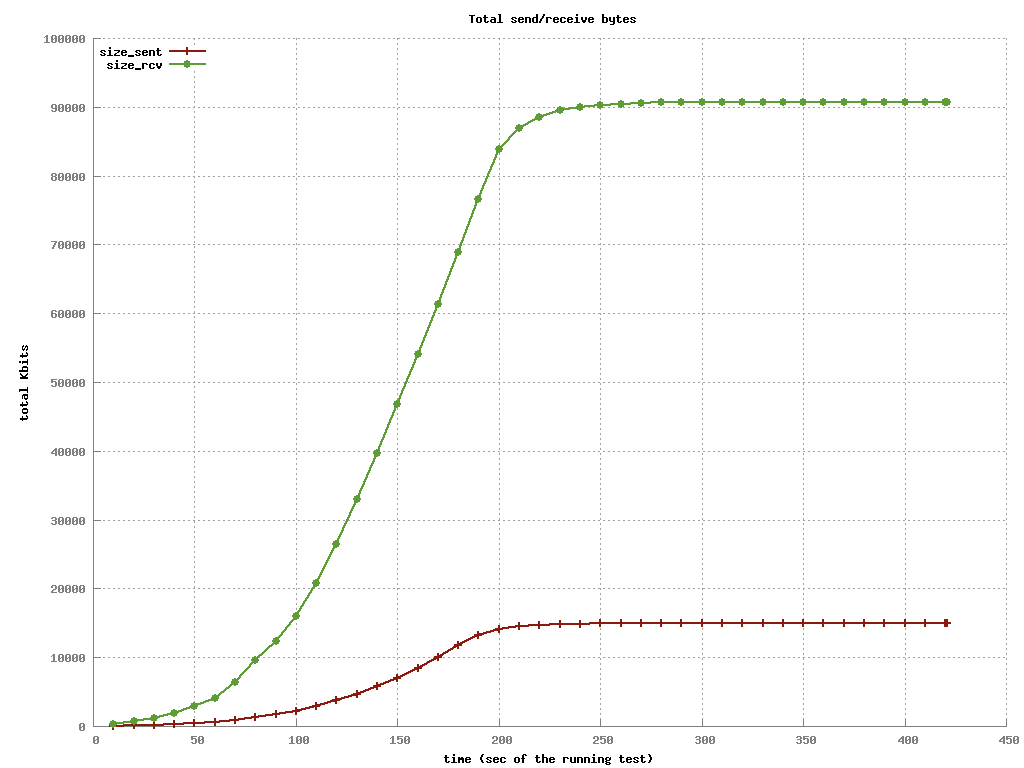 Total send/receive bytes
size_sent
size_rcv
100000
90000
80000
70000
60000
50000
40000
30000
20000
10000
0
total Kbits
0 50 100 150 200 250 300 350 400 450
time (sec of the running test)